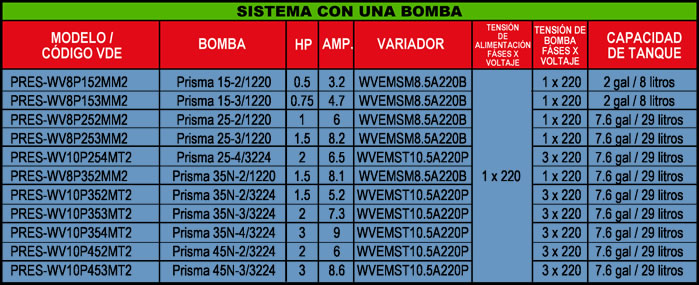 SISTEMA CON UNA BOMBA
MODELO / CÓDIGO VDE BOMBA HP AMP. VARIADOR TENSIÓN DE ALIMENTACIÓN FÁSES X VOLTAJE TENSIÓN DE BOMBA FÁSES X VOLTAJE CAPACIDAD DE TANQUE
PRES-WV8P152MM2 Prisma 15-2/1220 0.5 3.2 WVEMSM8.5A220B 1 x 220 2 gal / 8 litros
PRES-WV8P153MM2 Prisma 15-3/1220 0.75 4.7 WVEMSM8.5A220B 1 x 220 2 gal / 8 litros
PRES-WV8P252MM2 Prisma 25-2/1220 1 6 WVEMSM8.5A220B 1 x 220 7.6 gal / 29 litros
PRES-WV8P253MM2 Prisma 25-3/1220 1.5 8.2 WVEMSM8.5A220B 1 x 220 7.6 gal / 29 litros
PRES-WV10P254MT2 Prisma 25-4/3224 2 6.5 WVEMST10.5A220P 3 x 220 7.6 gal / 29 litros
PRES-WV8P352MM2 Prisma 35N-2/1220 1.5 8.1 WVEMSM8.5A220B 1 x 220 1 x 220 7.6 gal / 29 litros
PRES-WV10P352MT2 Prisma 35N-2/3224 1.5 5.2 WVEMST10.5A220P 3 x 220 7.6 gal / 29 litros
PRES-WV10P353MT2 Prisma 35N-3/3224 2 7.3 WVEMST10.5A220P 3 x 220 7.6 gal / 29 litros
PRES-WV10P354MT2 Prisma 35N-4/3224 3 9 WVEMST10.5A220P 3 x 220 7.6 gal / 29 litros
PRES-WV10P452MT2 Prisma 45N-2/3224 2 6 WVEMST10.5A220P 3 x 220 7.6 gal / 29 litros
PRES-WV10P453MT2 Prisma 45N-3/3224 3 8.6 WVEMST10.5A220P 3 x 220 7.6 gal / 29 litros